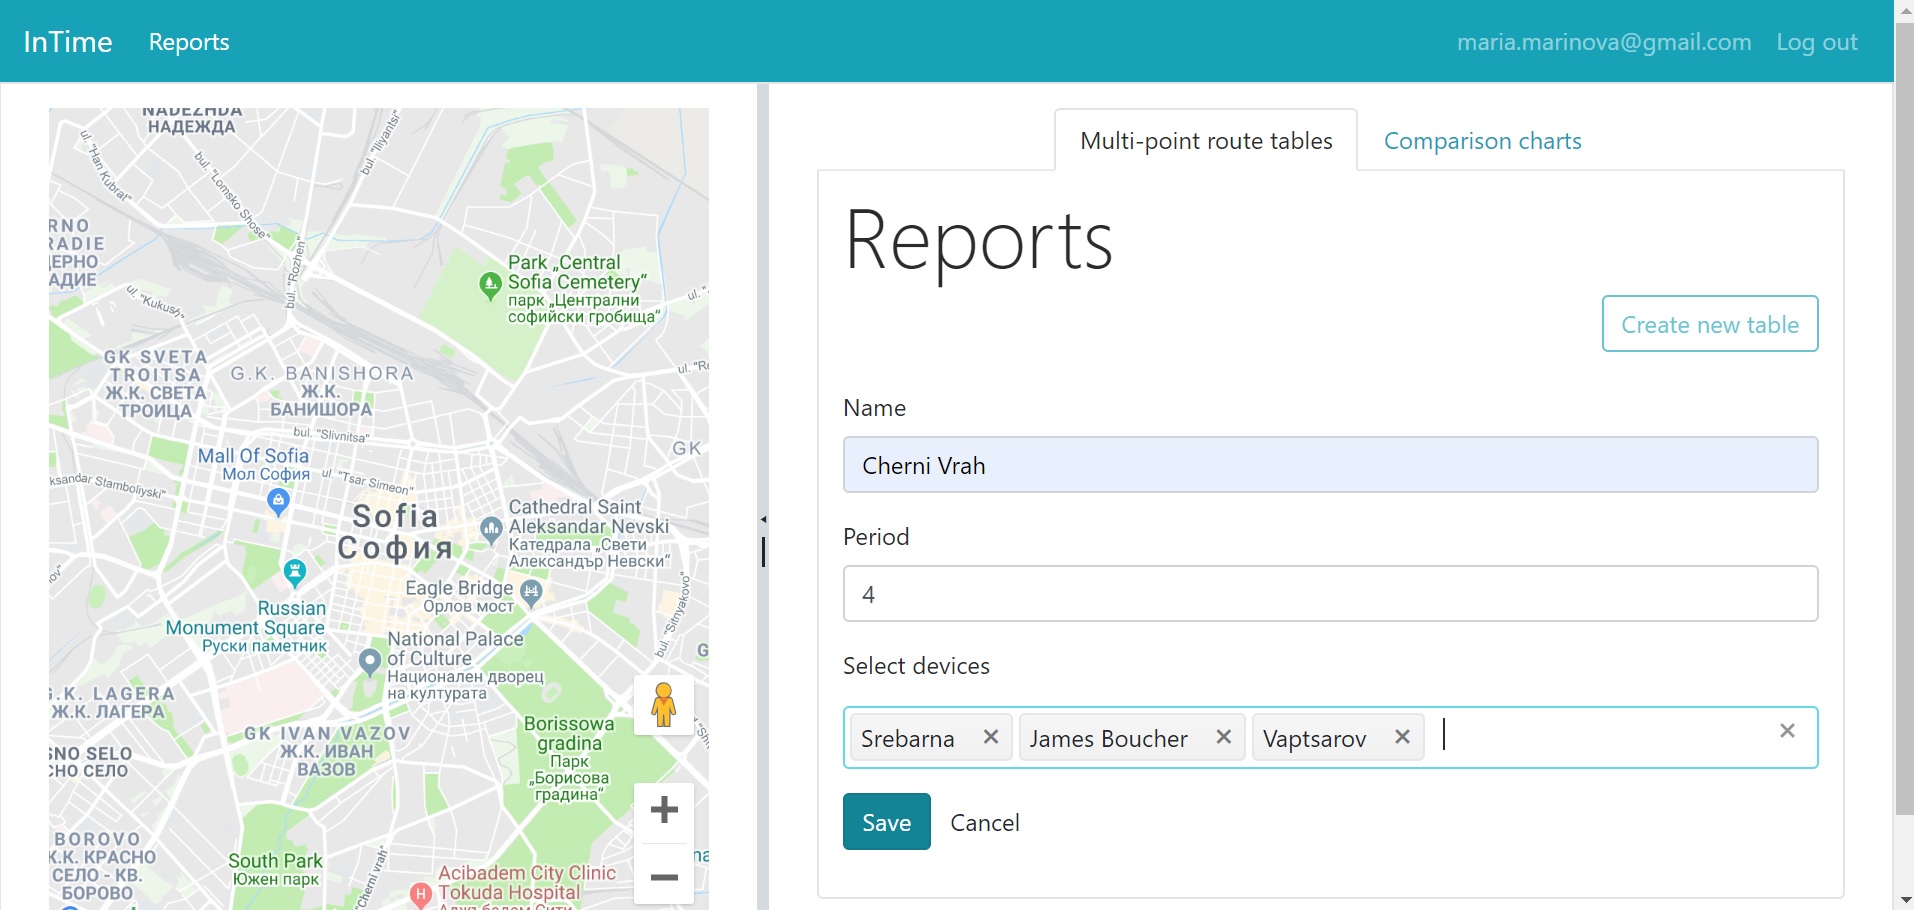 InTime
Reports
maria.marinova@gmail.com
Log out
NADEZHDA
НАДЕЖДА
ul. "Han Kubrat"
bul. "Lomsko Shose"
bul. "Iliyantsi"
bul. "Rozhen"
ul. "Kukush"
Park „Central
Sofia Cemetery“
парк „Централни
софийски гробища“
GK SVETA
TROITSA
Ж.К. СВЕТА
ТРОИЦА
G.K. BANISHORA
Ж.К.
БАНИШОРА
bul. "Slivnitsa"
GK
Mall Of Sofia
Мол София
ul. "Tsar Simeon"
ksandar Stamboliyski"
Sofia
София
Cathedral Saint
Aleksandar Nevski
Катедрала „Свети
Александър Невски“
Eagle Bridge
Орлов мост
Russian
Monument Square
Руски паметник
National Palace
of Culture
Национален дворец
на културата
bul. "Sitnyakovo"
G.K. LAGERA
Ж.К. ЛАГЕРА
GK IVAN VAZOV
Ж.К. ИВАН
ВАЗОВ
SNO SELO
СНО СЕЛО
Borissowa
gradina
Парк
„Борисова
градина“
BOROVO
Ж.К. КРАСНО
СЕЛО - КВ.
БОРОВО
South Park
Южен парк
"Cherni vrah"
Acibadem City Clinic
Tokuda Hospital
Multi-point route tables
Comparison charts
Reports
Create new table
Name
Cherni Vrah
Period
4
Select devices
Srebarna × James Boucher × Vaptsarov × ×
Save
Cancel